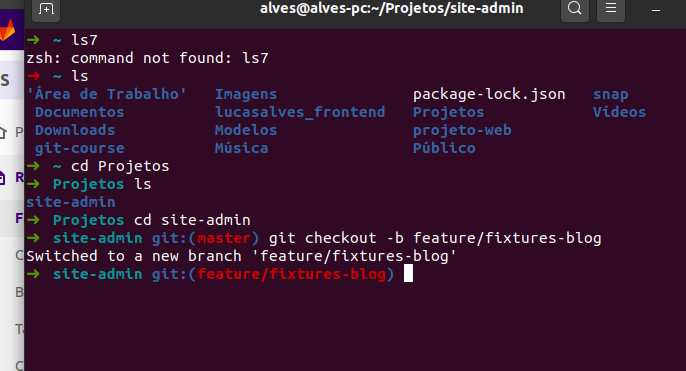 alves@alves-pc:~/Projetos/site-admin
➜ ~ ls7
zsh: command not found: ls7
➜ ~ ls
'Área de Trabalho' Imagens package-lock.json snap
Documentos lucasalves_frontend Projetos Vídeos
Downloads Modelos projeto-web
git-course Música Público
➜ ~ cd Projetos
➜ Projetos ls
site-admin
➜ Projetos cd site-admin
➜ site-admin git:(master) git checkout -b feature/fixtures-blog
Switched to a new branch 'feature/fixtures-blog'
➜ site-admin git:(feature/fixtures-blog)
S
P
R
F
C
B
Ta
C